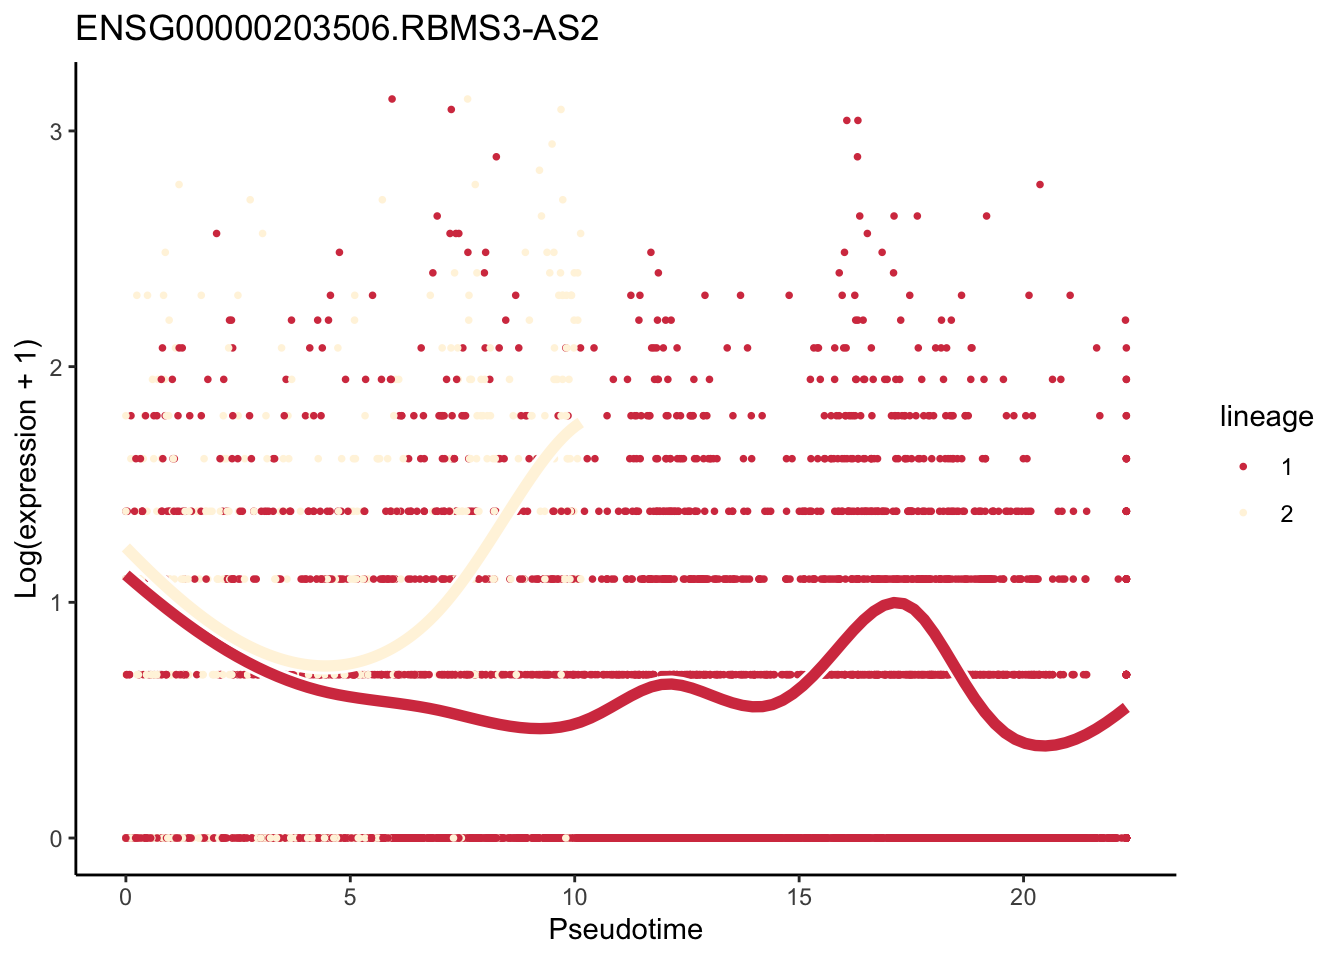 ENSG00000203506.RBMS3-AS2
Log(expression + 1)
3
2
1
0
0 5 10 15 20
Pseudotime
lineage
1
2